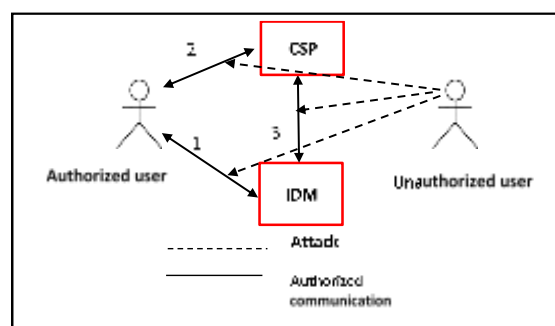 2
CSP
1
3
Authorized user
Unauthorized user
IDM
Attack
Authorized
communication